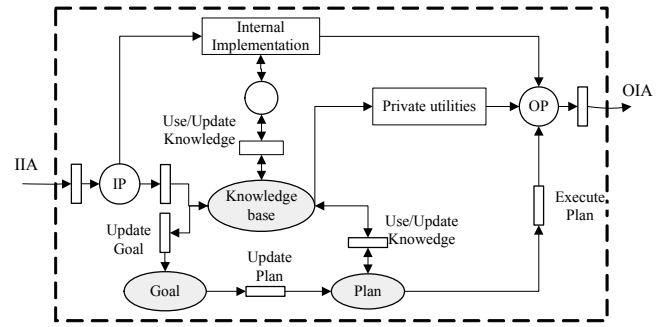 Internal
Implementation
OIA
Private utilities
OP
Use/Update
Knowledge
IIA
IP
Knowledge
base
Execute
Plan
Update
Goal
Use/Update
Knowedge
Update
Plan
Goal
Plan